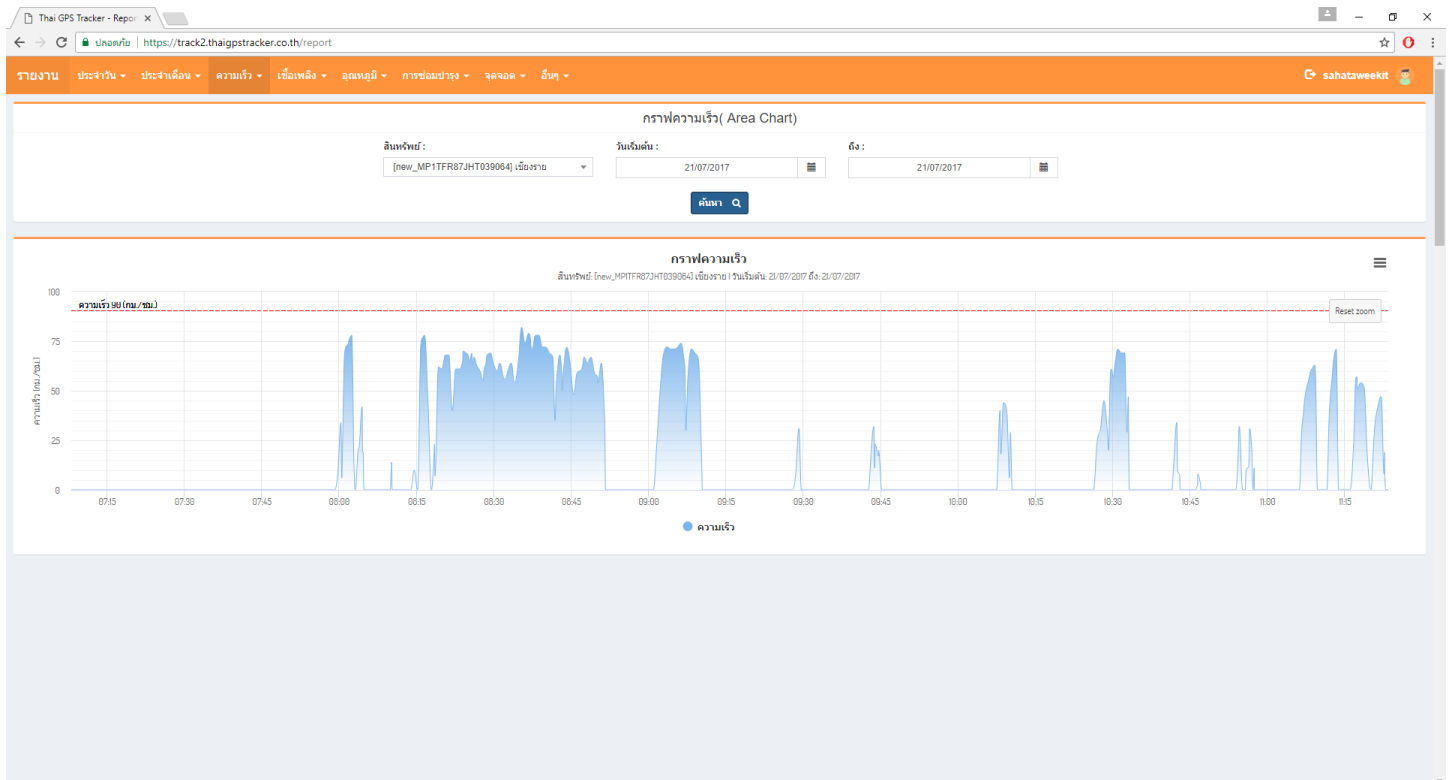 Thai GPS Tracker - Repor
ปลอดภัย https://track2.thaigpstracker.co.th/report
รายงาน ประจำวัน ประจำเดือน ความเร็ว เชื้อเพลิง อุณหภูมิ การซ่อมบำรุง จุดจอด อื่นๆ sahataweekit
กราฟความเร็ว( Area Chart)
สินทรัพย์ : วันเริ่มต้น : ถึง :
[new_MP1TFR87JHT039064] เชียงราย 21/07/2017 21/07/2017
ค้นหา
กราฟความเร็ว
สินทรัพย์: [new_MP1TFR87JHT039064] เชียงราย | วันเริ่มต้น: 21/07/2017 ถึง: 21/07/2017
100
ความเร็ว 90 (กม./ชม.)
Reset zoom
75
ความเร็ว (กม./ชม.)
50
25
0
07:15 07:30 07:45 08:00 08:15 08:30 08:45 09:00 09:15 09:30 09:45 10:00 10:15 10:30 10:45 11:00 11:15
ความเร็ว